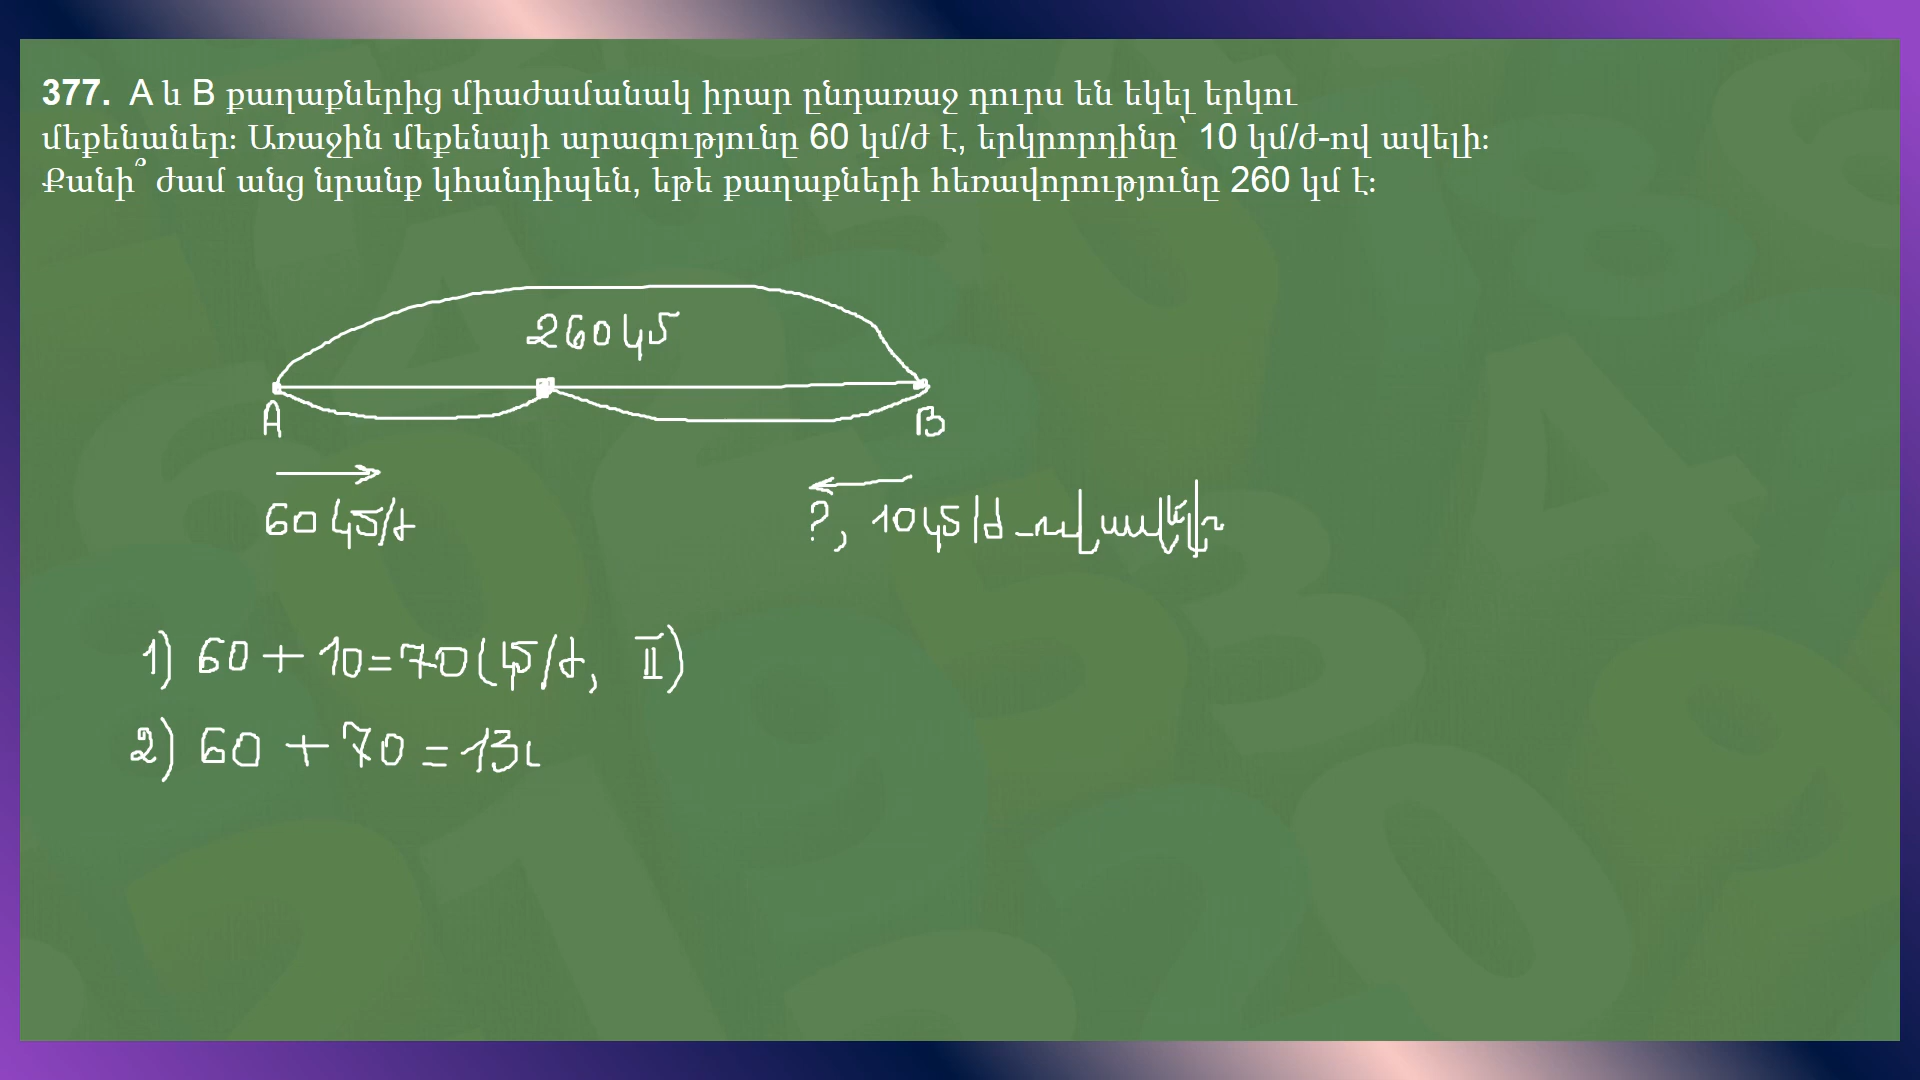 377. A և B քաղաքներից միաժամանակ իրար ընդառաջ դուրս են եկել երկու
մեքենաներ։ Առաջին մեքենայի արագությունը 60 կմ/ժ է, երկրորդինը՝ 10 կմ/ժ-ով ավելի։
Քանի՞ ժամ անց նրանք կհանդիպեն, եթե քաղաքների հեռավորությունը 260 կմ է։
260 կմ
A B
60 կմ/ժ ?, 10 կմ/ժ-ով ավելի
1) 60 + 10 = 70 (կմ/ժ, II)
2) 60 + 70 = 13